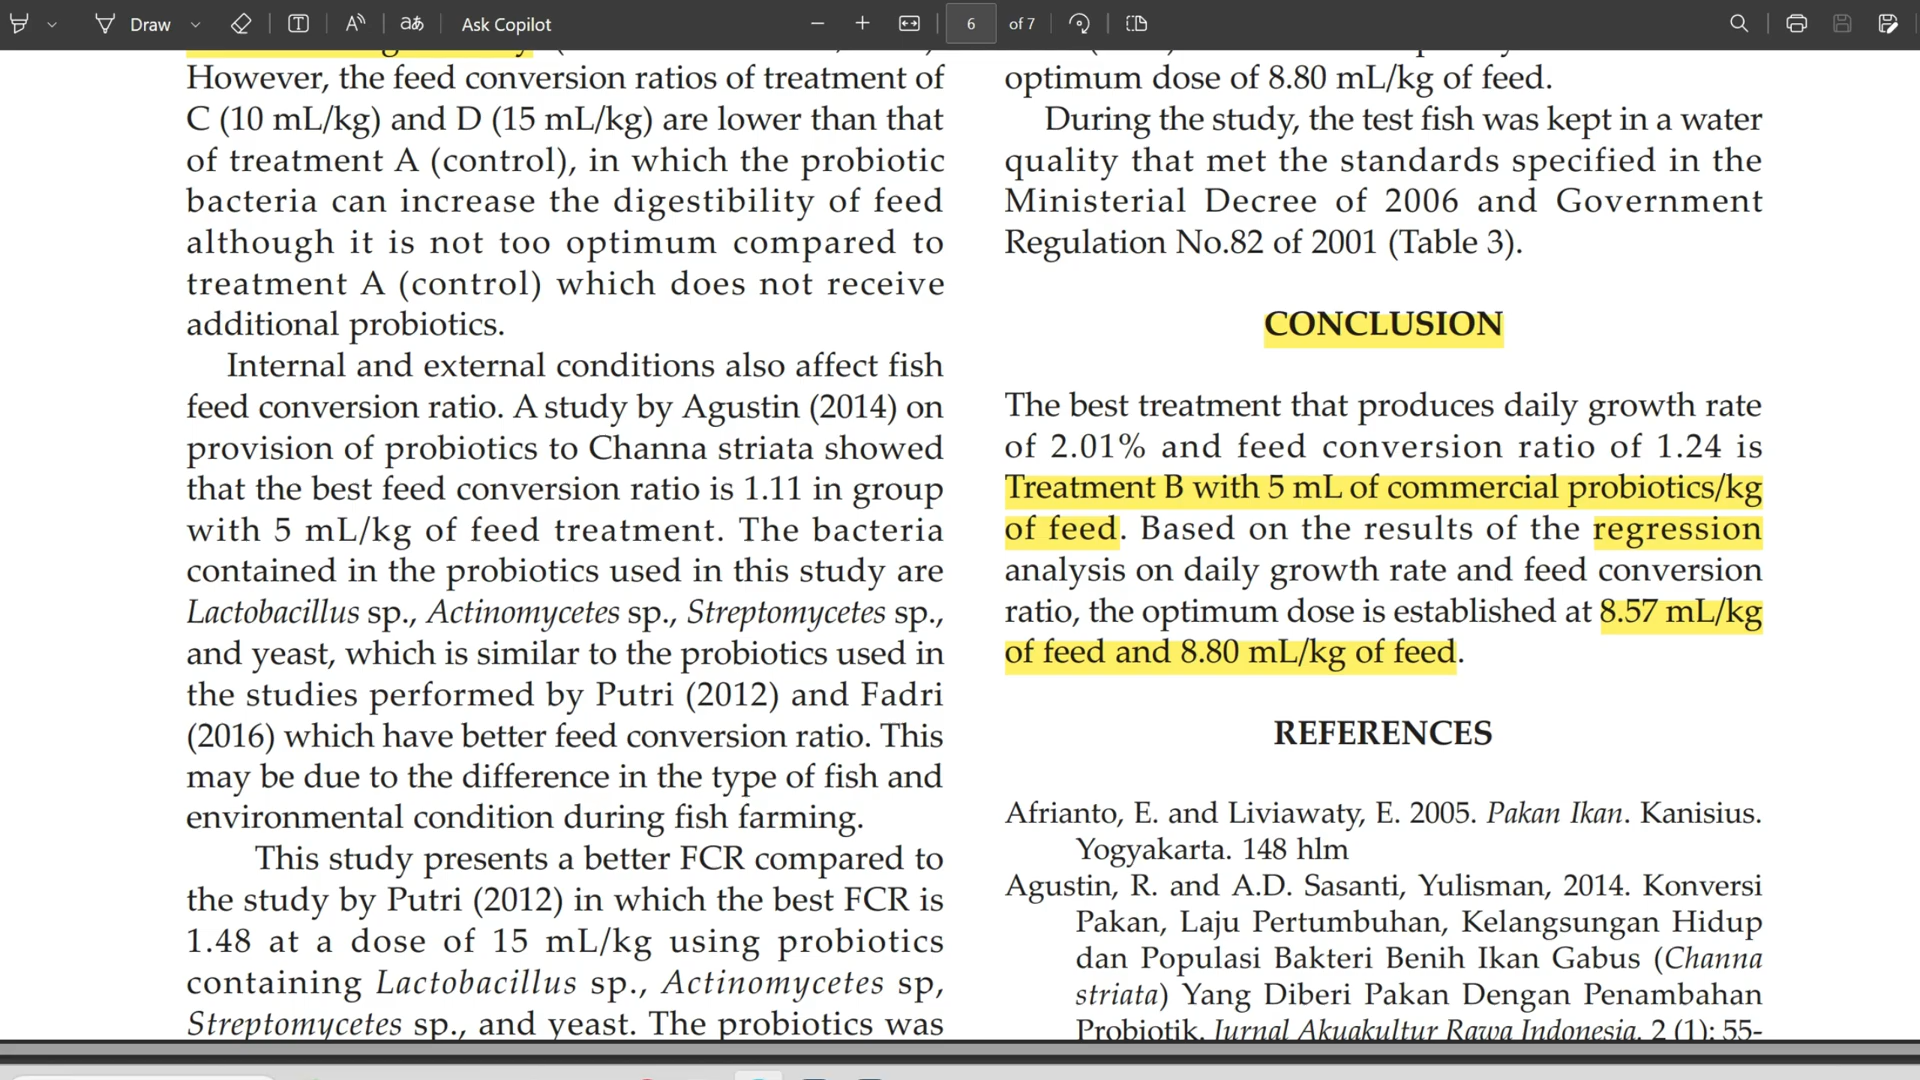 Draw
Ask Copilot
6
of 7
However, the feed conversion ratios of treatment of
C (10 mL/kg) and D (15 mL/kg) are lower than that
of treatment A (control), in which the probiotic
bacteria can increase the digestibility of feed
although it is not too optimum compared to
treatment A (control) which does not receive
additional probiotics.
Internal and external conditions also affect fish
feed conversion ratio. A study by Agustin (2014) on
provision of probiotics to Channa striata showed
that the best feed conversion ratio is 1.11 in group
with 5 mL/kg of feed treatment. The bacteria
contained in the probiotics used in this study are
Lactobacillus sp., Actinomycetes sp., Streptomycetes sp.,
and yeast, which is similar to the probiotics used in
the studies performed by Putri (2012) and Fadri
(2016) which have better feed conversion ratio. This
may be due to the difference in the type of fish and
environmental condition during fish farming.
This study presents a better FCR compared to
the study by Putri (2012) in which the best FCR is
1.48 at a dose of 15 mL/kg using probiotics
containing Lactobacillus sp., Actinomycetes sp,
Streptomycetes sp., and yeast. The probiotics was
optimum dose of 8.80 mL/kg of feed.
During the study, the test fish was kept in a water
quality that met the standards specified in the
Ministerial Decree of 2006 and Government
Regulation No.82 of 2001 (Table 3).
CONCLUSION
The best treatment that produces daily growth rate
of 2.01% and feed conversion ratio of 1.24 is
Treatment B with 5 mL of commercial probiotics/kg
of feed. Based on the results of the regression
analysis on daily growth rate and feed conversion
ratio, the optimum dose is established at 8.57 mL/kg
of feed and 8.80 mL/kg of feed.
REFERENCES
Afrianto, E. and Liviawaty, E. 2005. Pakan Ikan. Kanisius.
Yogyakarta. 148 hlm
Agustin, R. and A.D. Sasanti, Yulisman, 2014. Konversi
Pakan, Laju Pertumbuhan, Kelangsungan Hidup
dan Populasi Bakteri Benih Ikan Gabus (Channa
striata) Yang Diberi Pakan Dengan Penambahan
Probiotik. Jurnal Akuakultur Rawa Indonesia. 2 (1): 55-